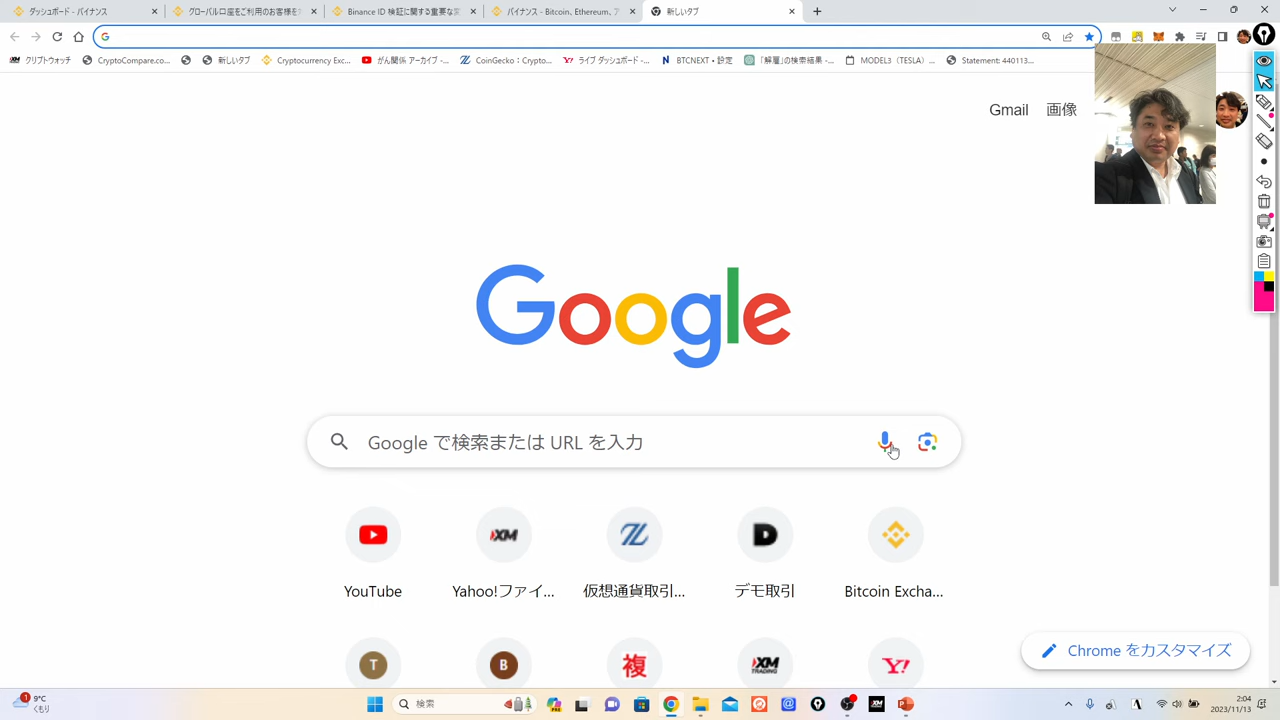 ダッシュボード - バイナンス
グローバル口座をご利用のお客様を
Binance ID 検証に関する重要な
バイナンス - Bitcoin、Ethereum、
新しいタブ
クリプトウォッチ
CryptoCompare.co...
新しいタブ
Cryptocurrency Exc...
がん関係 アーカイブ -...
CoinGecko：Crypto...
ライブ ダッシュボード -...
BTCNEXT • 設定
「解雇」の検索結果 -...
MODEL3（TESLA）...
Statement: 440113...
Gmail 画像
Google
Google で検索または URL を入力
XM
D
YouTube
Yahoo!ファイ...
仮想通貨取引...
デモ取引
Bitcoin Excha...
T
B
複
XM
TRADING
Y!
Chrome をカスタマイズ
1
9°C
くもり
検索
A
2:04
2023/11/13